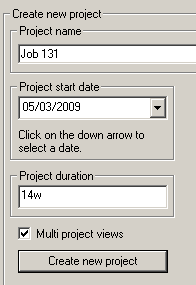 Create new project
Project name
Job 131
Project start date
05/03/2009
Click on the down arrow to
select a date.
Project duration
14w
Multi project views
Create new project